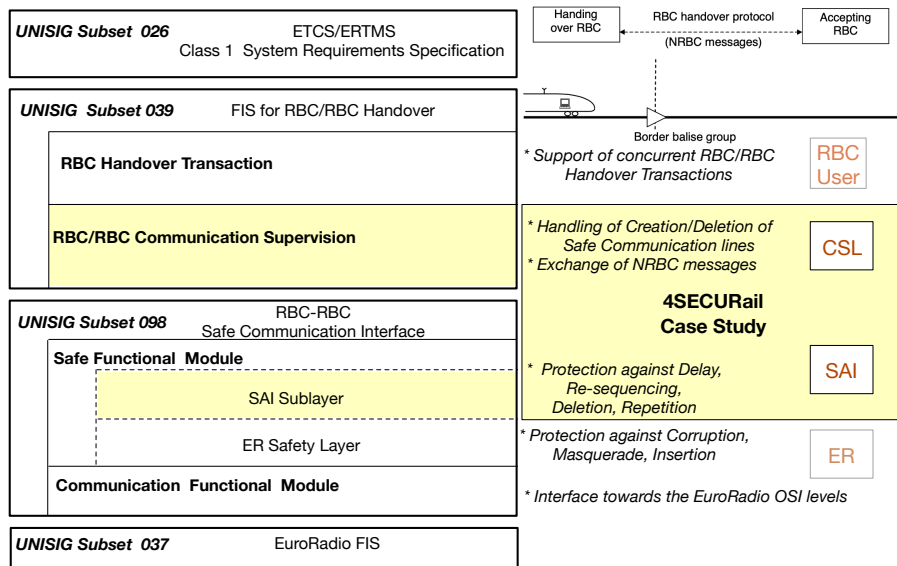 UNISIG Subset 026
ETCS/ERTMS
Class 1 System Requirements Specification
Handing
over RBC
RBC handover protocol
(NRBC messages)
Accepting
RBC
Border balise group
UNISIG Subset 039
FIS for RBC/RBC Handover
RBC Handover Transaction
* Support of concurrent RBC/RBC
Handover Transactions
RBC
User
RBC/RBC Communication Supervision
* Handling of Creation/Deletion of
Safe Communication lines
* Exchange of NRBC messages
CSL
4SECURail
Case Study
UNISIG Subset 098
RBC-RBC
Safe Communication Interface
Safe Functional Module
SAI Sublayer
* Protection against Delay,
Re-sequencing,
Deletion, Repetition
SAI
ER Safety Layer
* Protection against Corruption,
Masquerade, Insertion
ER
Communication Functional Module
* Interface towards the EuroRadio OSI levels
UNISIG Subset 037
EuroRadio FIS